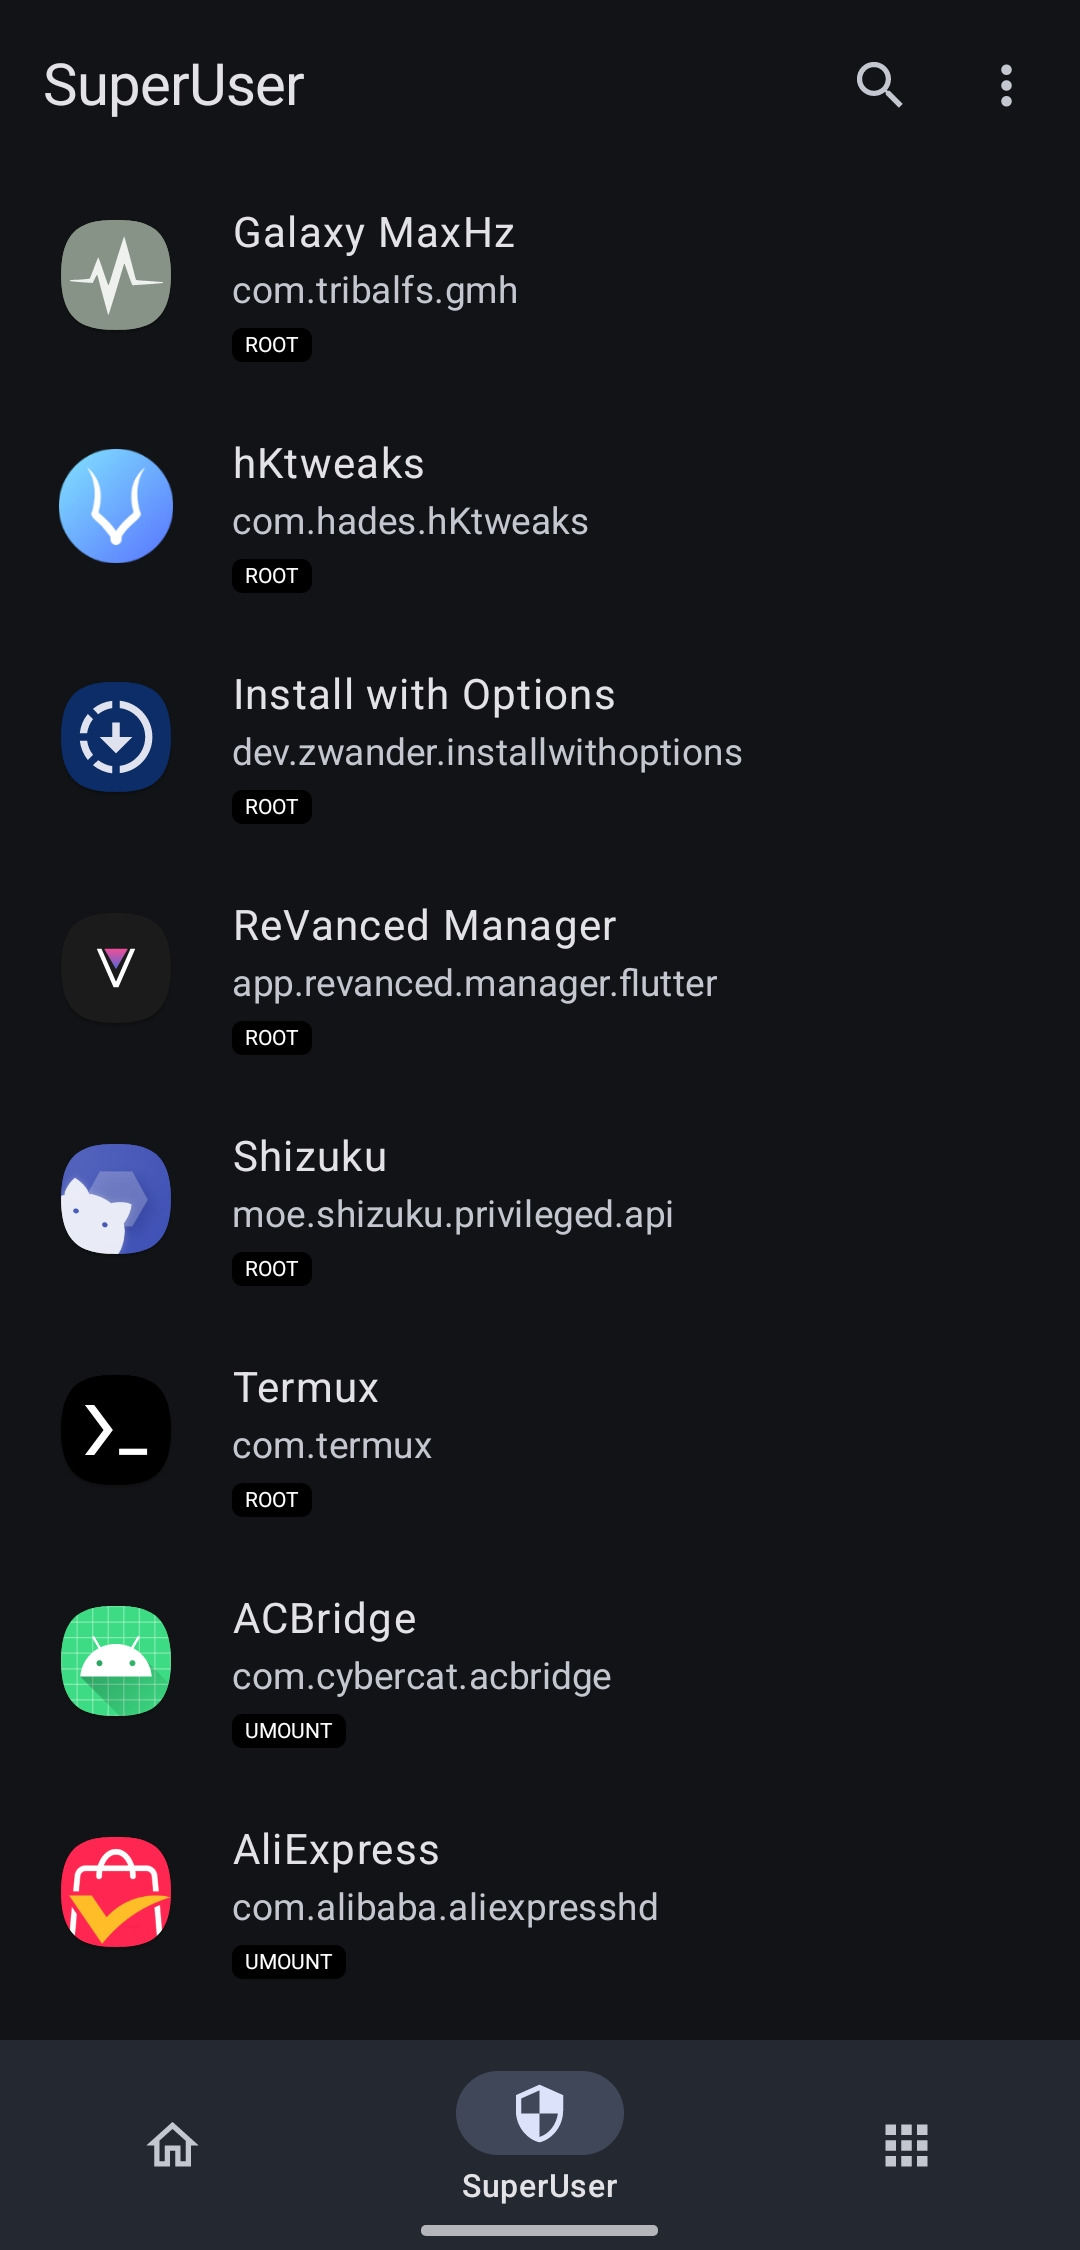 SuperUser
Galaxy MaxHz
com.tribalfs.gmh
ROOT
hKtweaks
com.hades.hKtweaks
ROOT
Install with Options
dev.zwander.installwithoptions
ROOT
ReVanced Manager
app.revanced.manager.flutter
ROOT
Shizuku
moe.shizuku.privileged.api
ROOT
Termux
com.termux
ROOT
ACBridge
com.cybercat.acbridge
UMOUNT
AliExpress
com.alibaba.aliexpresshd
UMOUNT
SuperUser